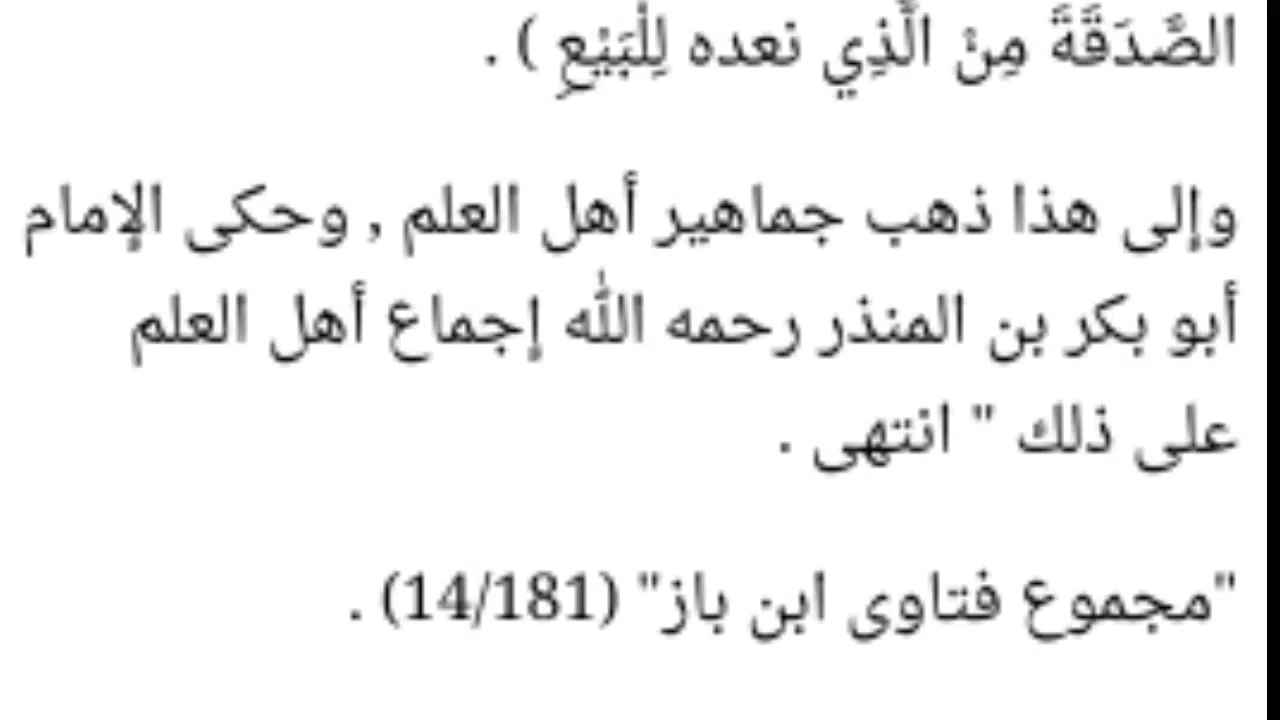 الصَّدَقَةَ مِنْ الَّذِي نعده لِلْبَيْعِ ) .
وإلى هذا ذهب جماهير أهل العلم , وحكى الإمام
أبو بكر بن المنذر رحمه الله إجماع أهل العلم
على ذلك " انتهى .
"مجموع فتاوى ابن باز" (14/181) .